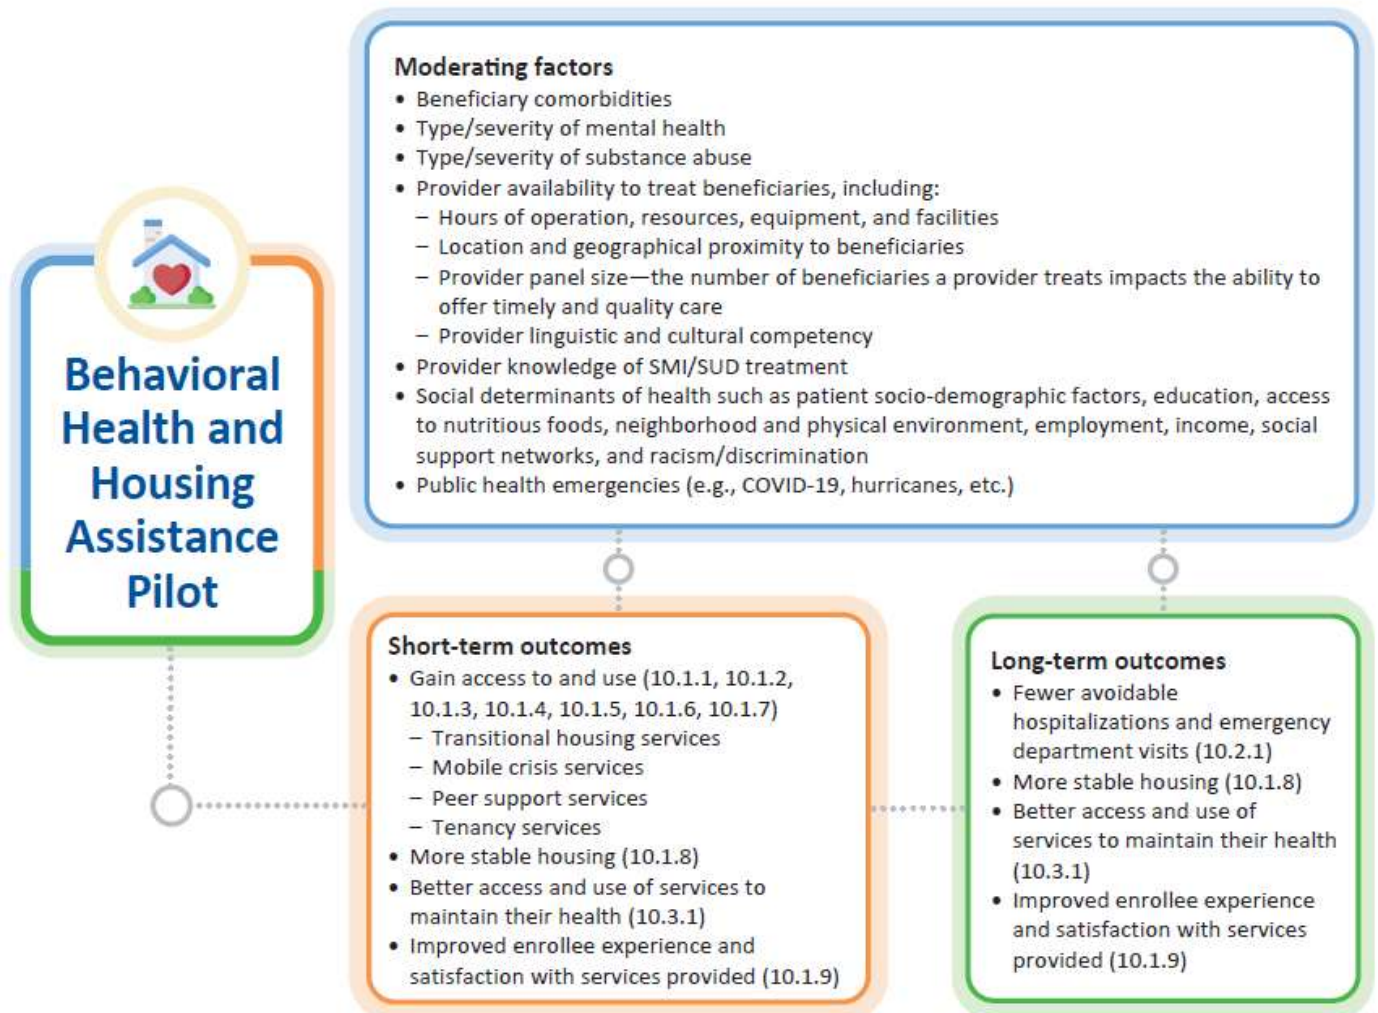 Behavioral
Health and
Housing
Assistance
Pilot
Moderating factors
• Beneficiary comorbidities
• Type/severity of mental health
• Type/severity of substance abuse
• Provider availability to treat beneficiaries, including:
– Hours of operation, resources, equipment, and facilities
– Location and geographical proximity to beneficiaries
– Provider panel size—the number of beneficiaries a provider treats impacts the ability to
offer timely and quality care
– Provider linguistic and cultural competency
• Provider knowledge of SMI/SUD treatment
• Social determinants of health such as patient socio-demographic factors, education, access
to nutritious foods, neighborhood and physical environment, employment, income, social
support networks, and racism/discrimination
• Public health emergencies (e.g., COVID-19, hurricanes, etc.)
Short-term outcomes
• Gain access to and use (10.1.1, 10.1.2,
10.1.3, 10.1.4, 10.1.5, 10.1.6, 10.1.7)
– Transitional housing services
– Mobile crisis services
– Peer support services
– Tenancy services
• More stable housing (10.1.8)
• Better access and use of services to
maintain their health (10.3.1)
• Improved enrollee experience and
satisfaction with services provided (10.1.9)
Long-term outcomes
• Fewer avoidable
hospitalizations and emergency
department visits (10.2.1)
• More stable housing (10.1.8)
• Better access and use of
services to maintain their health
(10.3.1)
• Improved enrollee experience
and satisfaction with services
provided (10.1.9)